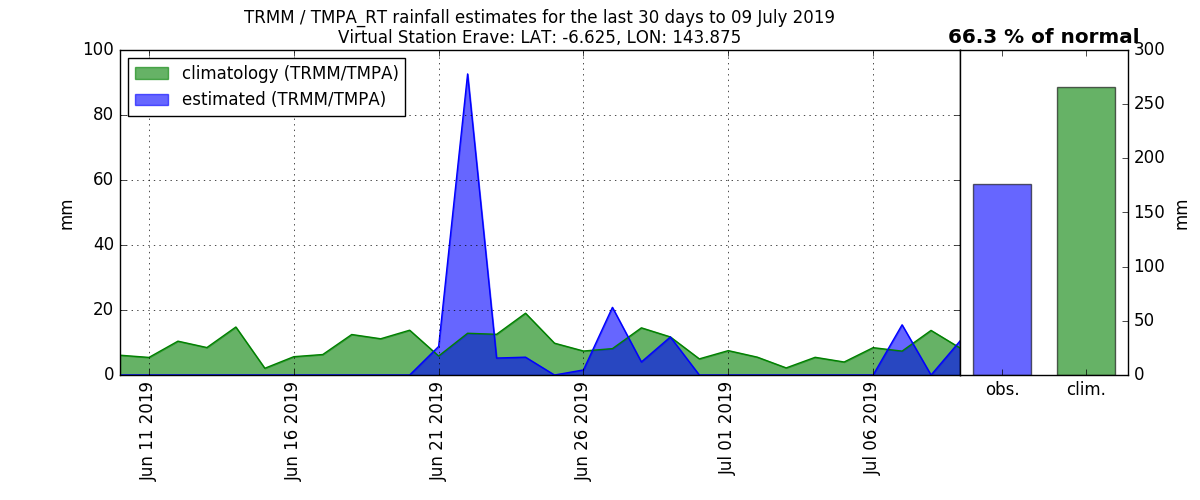 TRMM / TMPA_RT rainfall estimates for the last 30 days to 09 July 2019
Virtual Station Erave: LAT: -6.625, LON: 143.875
66.3 % of normal
climatology (TRMM/TMPA)
estimated (TRMM/TMPA)
100
80
60
40
20
0
mm
300
250
200
150
100
50
0
mm
Jun 11 2019
Jun 16 2019
Jun 21 2019
Jun 26 2019
Jul 01 2019
Jul 06 2019
obs.
clim.